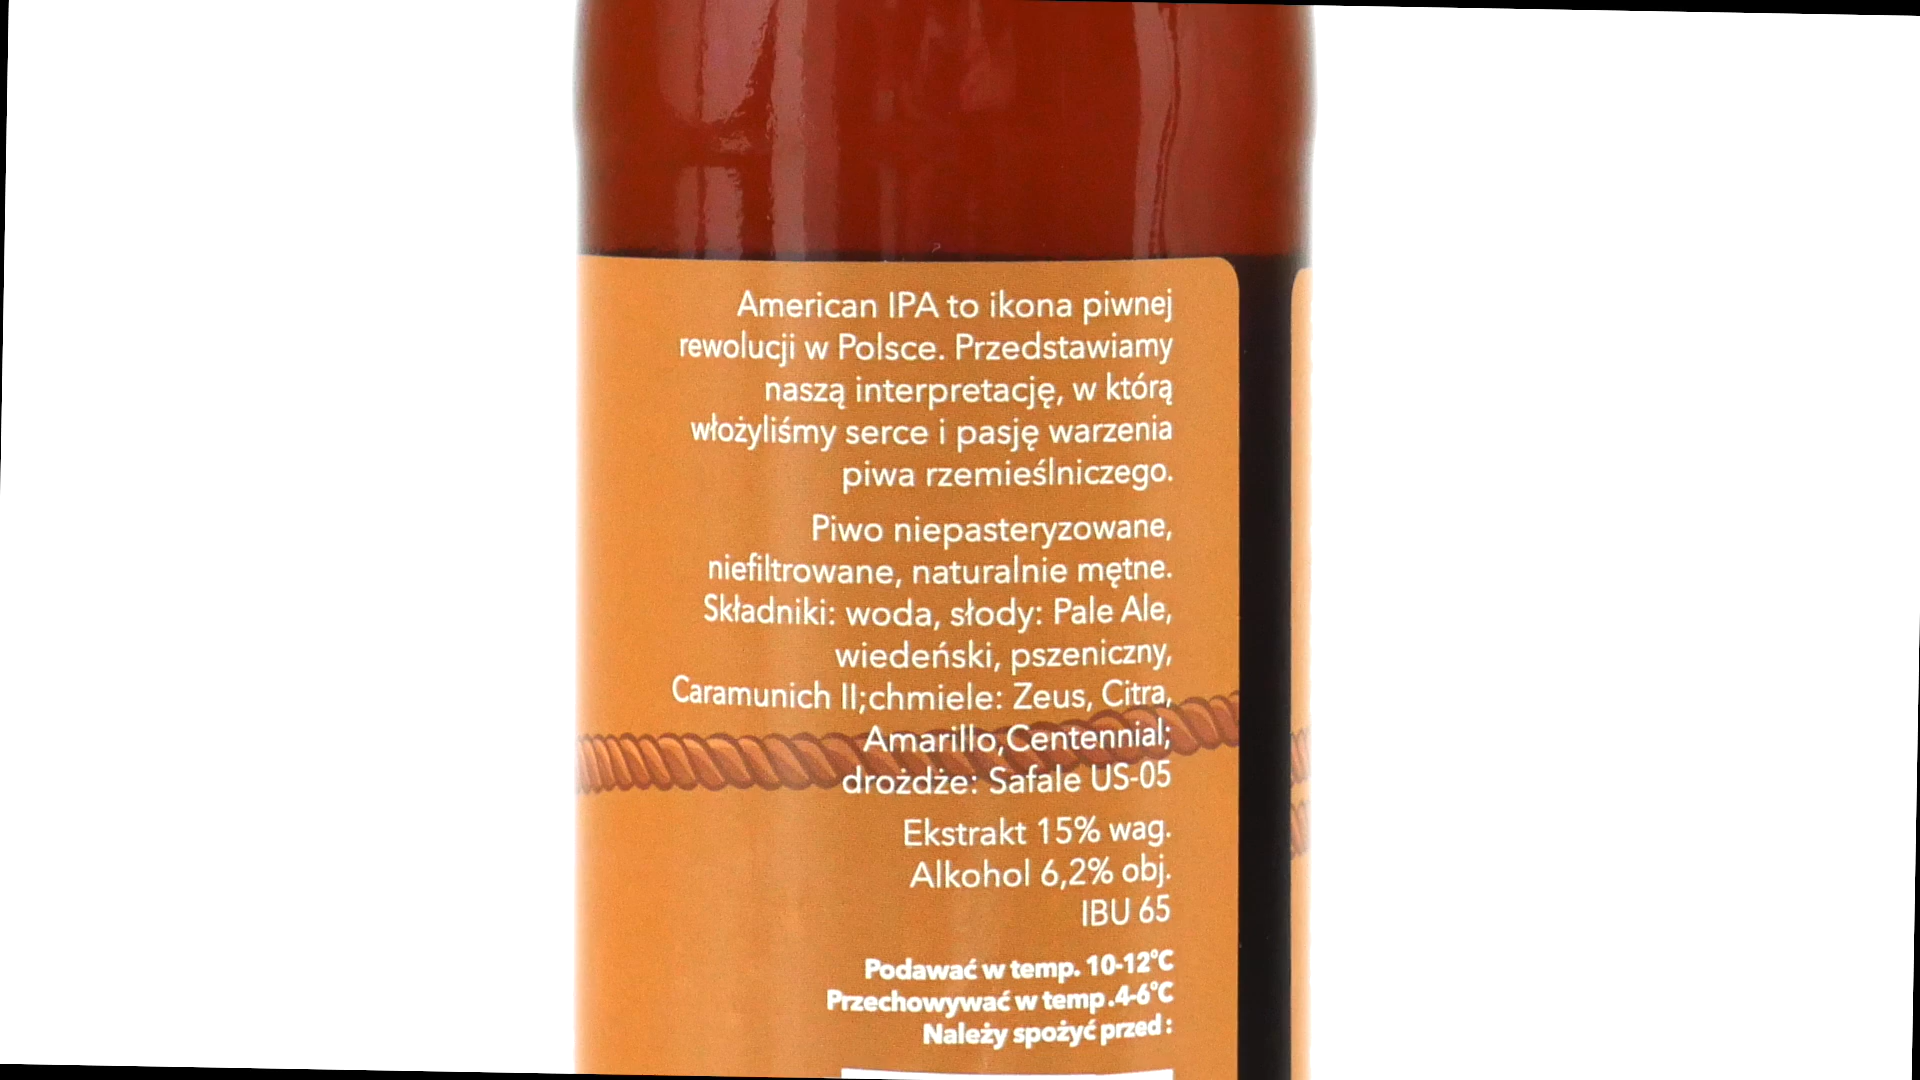 American IPA to ikona piwnej
rewolucji w Polsce. Przedstawiamy
naszą interpretację, w którą
włożyliśmy serce i pasję warzenia
piwa rzemieślniczego.
Piwo niepasteryzowane,
niefiltrowane, naturalnie mętne.
Składniki: woda, słody: Pale Ale,
wiedeński, pszeniczny,
Caramunich II;chmiele: Zeus, Citra,
Amarillo,Centennial;
drożdże: Safale US-05
Ekstrakt 15% wag.
Alkohol 6,2% obj.
IBU 65
Podawać w temp. 10-12°C
Przechowywać w temp.4-6°C
Należy spożyć przed: